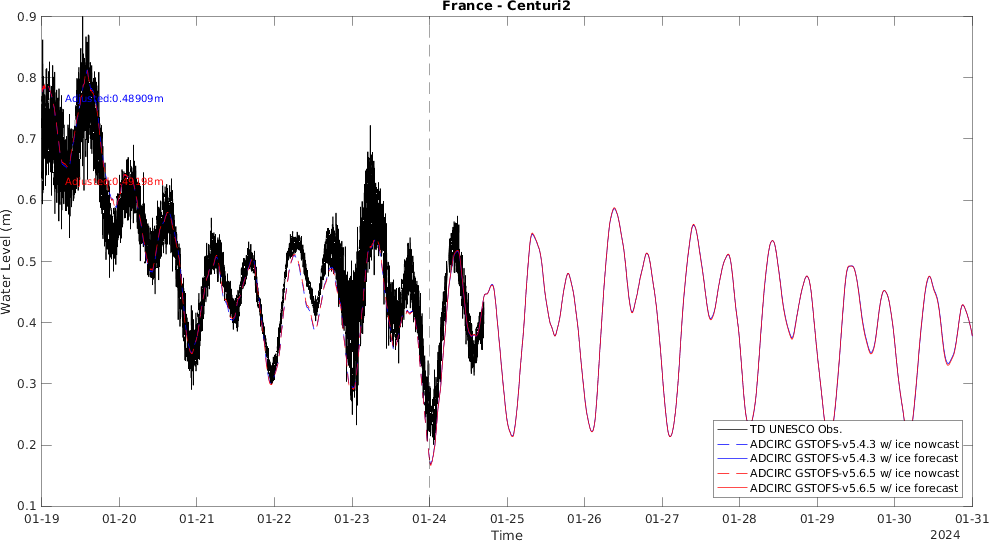 France - Centuri2
0.9
0.8
0.7
0.6
0.5
0.4
0.3
0.2
0.1
Water Level (m)
Adjusted:0.48909m
TD UNESCO Obs.
ADCIRC GSTOFS-v5.4.3 w/ ice nowcast
ADCIRC GSTOFS-v5.4.3 w/ ice forecast
ADCIRC GSTOFS-v5.6.5 w/ ice nowcast
ADCIRC GSTOFS-v5.6.5 w/ ice forecast
01-19 01-20 01-21 01-22 01-23 01-24 01-25 01-26 01-27 01-28 01-29 01-30 01-31
Time
2024